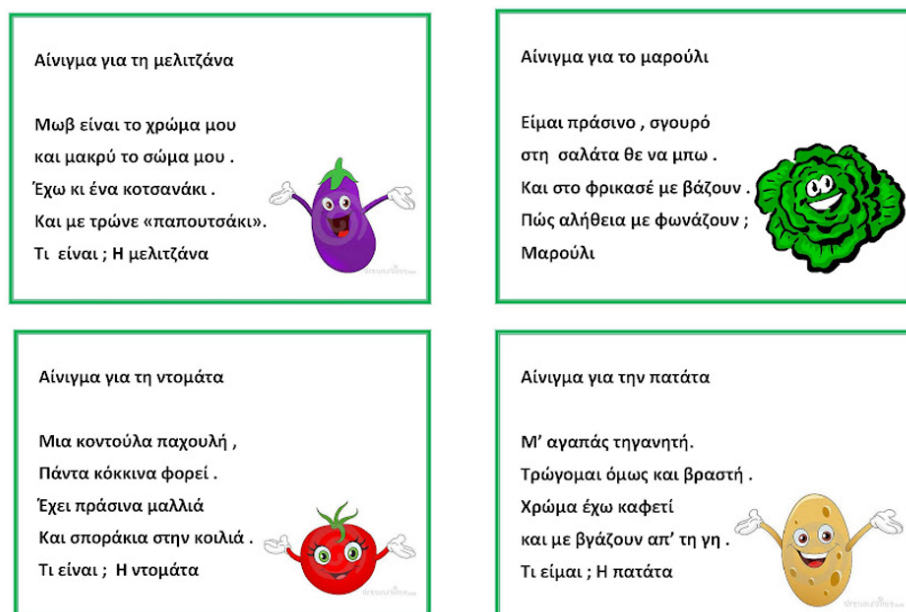 Αίνιγμα για τη μελιτζάνα
Μωβ είναι το χρώμα μου
και μακρύ το σώμα μου .
Έχω κι ένα κοτσανάκι .
Και με τρώνε «παπουτσάκι».
Τι είναι ; Η μελιτζάνα
Αίνιγμα για το μαρούλι
Είμαι πράσινο , σγουρό
στη σαλάτα θε να μπω .
Και στο φρικασέ με βάζουν .
Πώς αλήθεια με φωνάζουν ;
Μαρούλι
Αίνιγμα για τη ντομάτα
Μια κοντούλα παχουλή ,
Πάντα κόκκινα φορεί .
Έχει πράσινα μαλλιά
Και σποράκια στην κοιλιά .
Τι είναι ; Η ντομάτα
Αίνιγμα για την πατάτα
Μ’ αγαπάς τηγανητή.
Τρώγομαι όμως και βραστή .
Χρώμα έχω καφετί
και με βγάζουν απ’ τη γη .
Τι είμαι ; Η πατάτα